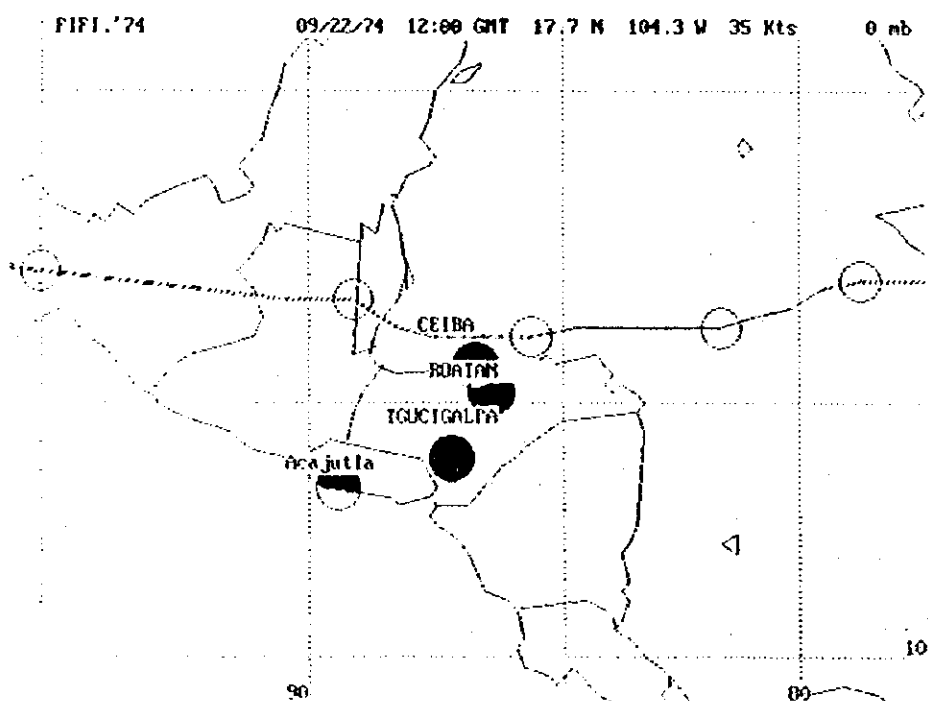 FIFI.'74 09/22/74 12:00 GMT 17.7 N 104.3 W 35 Kts 0 mb
CEIBA
ROATAN
TGUCIGALPA
Acajutla
10
90
80